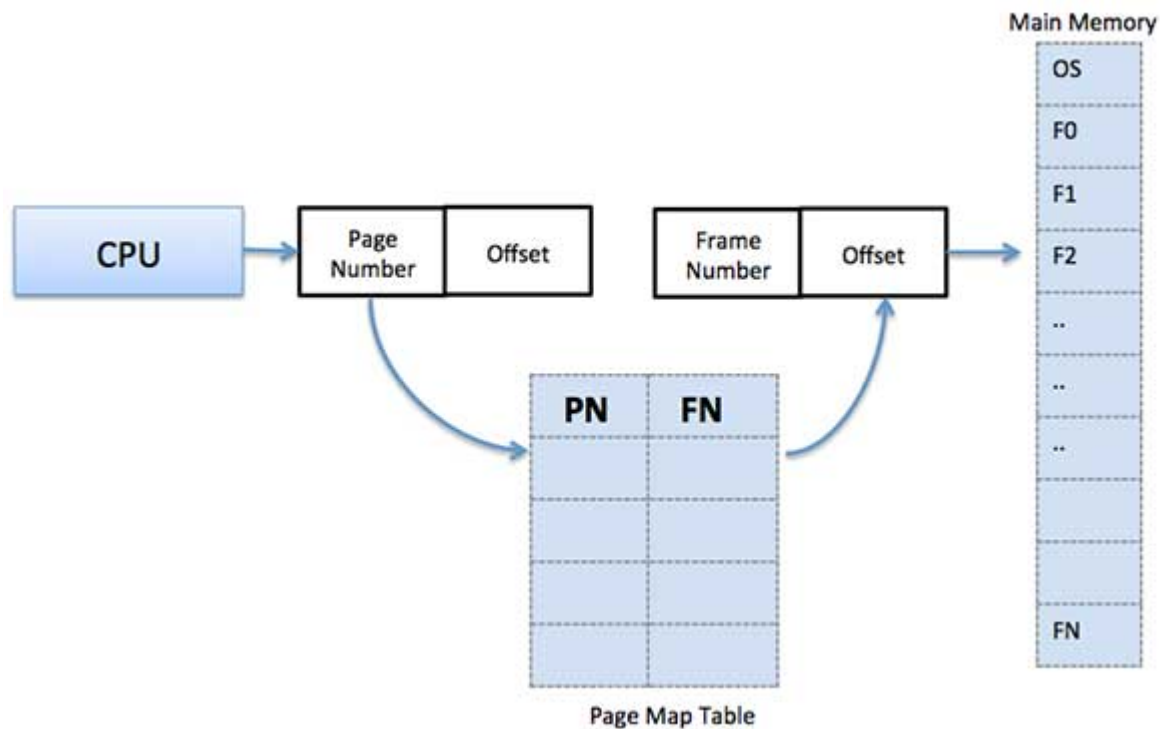 Main Memory
OS
F0
F1
F2
..
..
..
FN
CPU
Page
Number
Offset
Frame
Number
Offset
PN FN
Page Map Table